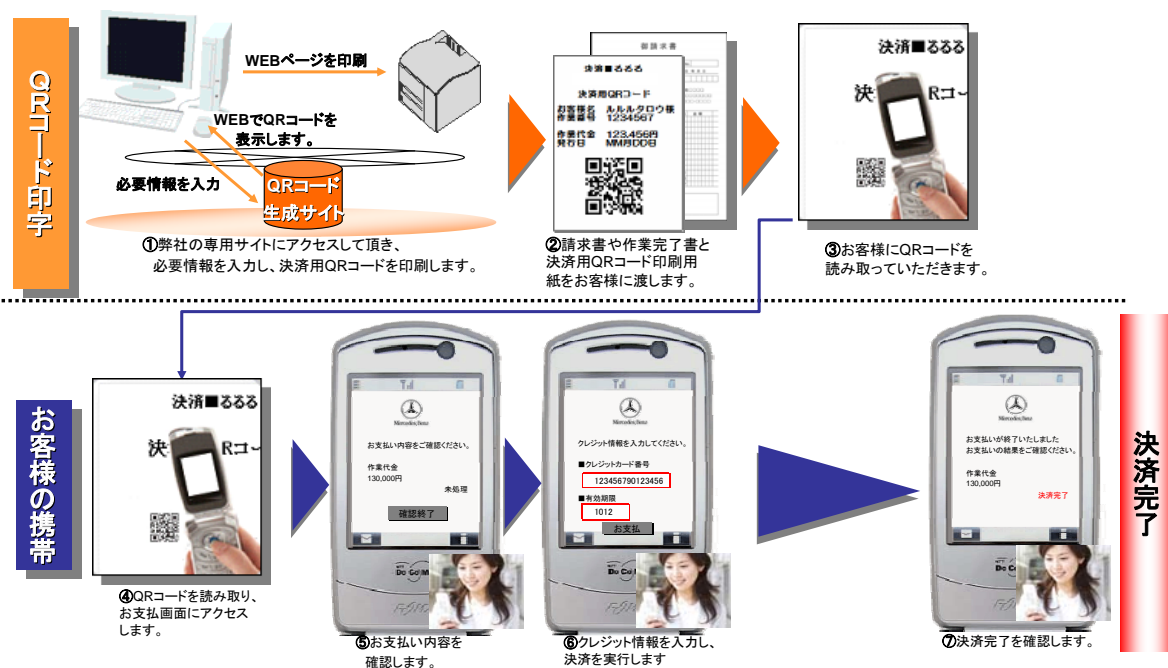 QRコード印字
WEBページを印刷
WEBでQRコードを
表示します。
必要情報を入力
QRコード
生成サイト
①弊社の専用サイトにアクセスして頂き、
必要情報を入力し、決済用QRコードを印刷します。
御請求書
決済■るるる
決済用QRコード
お客様名 ルルルタロウ様
作業番号 1234567
作業代金 123.456円
発行日 MM月DD日
②請求書や作業完了書と
決済用QRコード印刷用
紙をお客様に渡します。
決済■るるる
決 Rコー
③お客様にQRコードを
読み取っていただきます。
お客様の携帯
決済■るるる
決 Rコー
④QRコードを読み取り、
お支払画面にアクセス
します。
Mercedes-Benz
お支払い内容をご確認ください。
作業代金
130,000円
未処理
確認終了
DoCoM
⑤お支払い内容を
確認します。
Mercedes-Benz
クレジット情報を入力してください。
■クレジットカード番号
123456790123456
■有効期限
1012
お支払
DoCo
⑥クレジット情報を入力し、
決済を実行します
Mercedes-Benz
お支払いが終了いたしました
お支払いの結果をご確認ください。
作業代金
130,000円
決済完了
⑦決済完了を確認します。
決済完了